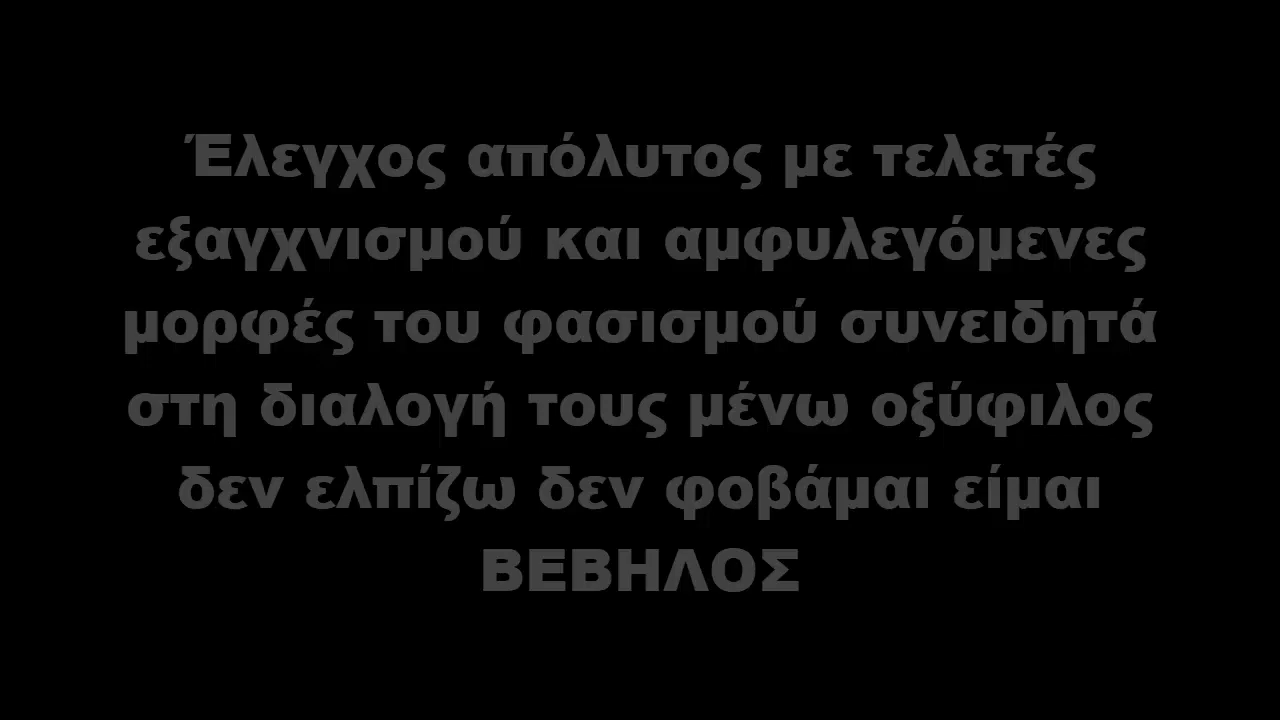 Έλεγχος απόλυτος με τελετές
εξαγχνισμού και αμφυλεγόμενες
μορφές του φασισμού συνειδητά
στη διαλογή τους μένω οξύφιλος
δεν ελπίζω δεν φοβάμαι είμαι
ΒΕΒΗΛΟΣ